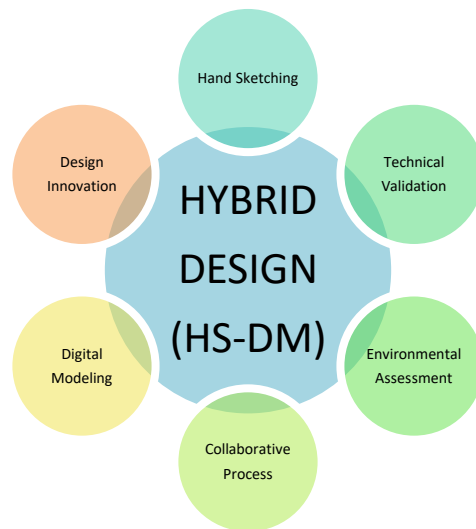 Hand Sketching
Design
Innovation
Technical
Validation
HYBRID
DESIGN
(HS-DM)
Digital
Modeling
Environmental
Assessment
Collaborative
Process